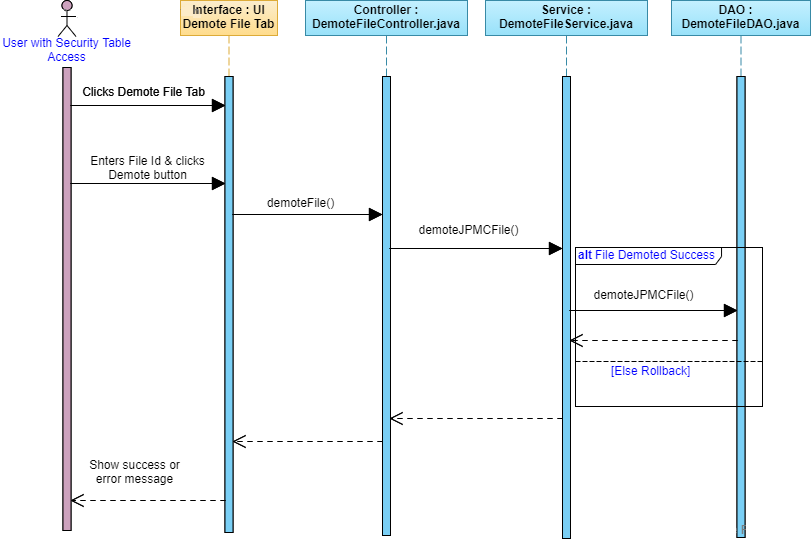 User with Security Table
Access
Interface : UI
Demote File Tab
Controller :
DemoteFileController.java
Service :
DemoteFileService.java
DAO :
DemoteFileDAO.java
Clicks Demote File Tab
Enters File Id & clicks
Demote button
demoteFile()
demoteJPMCFile()
alt File Demoted Success
demoteJPMCFile()
[Else Rollback]
Show success or
error message